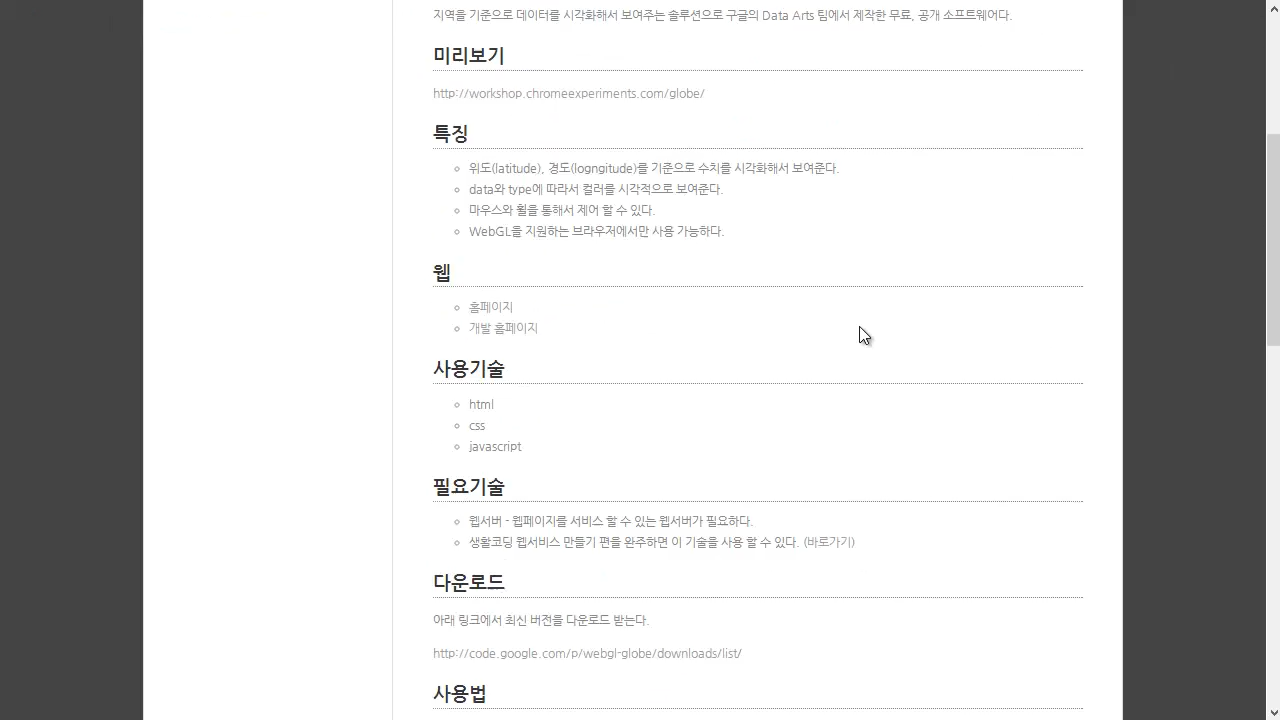 지역을 기준으로 데이터를 시각화해서 보여주는 솔루션으로 구글의 Data Arts 팀에서 제작한 무료, 공개 소프트웨어다.
미리보기
http://workshop.chromeexperiments.com/globe/
특징
위도(latitude), 경도(logngitude)를 기준으로 수치를 시각화해서 보여준다.
data와 type에 따라서 컬러를 시각적으로 보여준다.
마우스와 휠을 통해서 제어 할 수 있다.
WebGL을 지원하는 브라우저에서만 사용 가능하다.
웹
홈페이지
개발 홈페이지
사용기술
html
css
javascript
필요기술
웹서버 - 웹페이지를 서비스 할 수 있는 웹서버가 필요하다.
생활코딩 웹서비스 만들기 편을 완주하면 이 기술을 사용 할 수 있다. (바로가기)
다운로드
아래 링크에서 최신 버전을 다운로드 받는다.
http://code.google.com/p/webgl-globe/downloads/list/
사용법